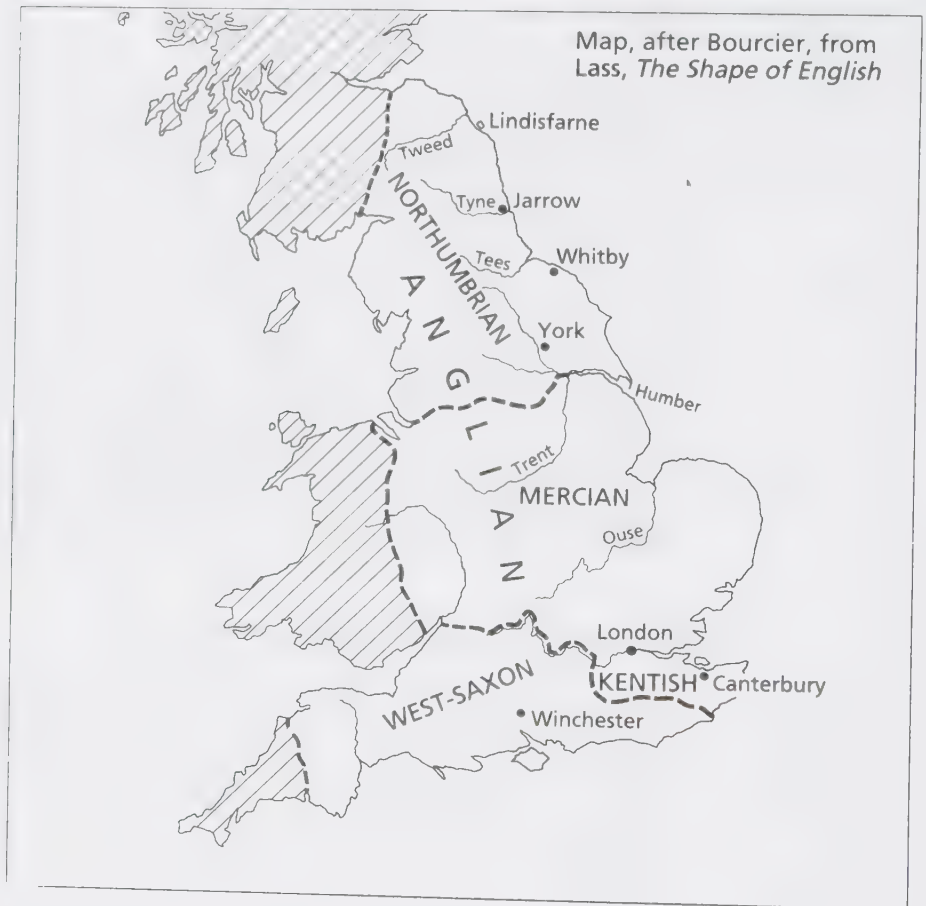 Map, after Bourcier, from
Lass, The Shape of English
Lindisfarne
Tweed
NORTHUMBRIAN
Tyne
Jarrow
Tees
Whitby
York
ANGLIAN
Humber
Trent
MERCIAN
Ouse
London
KENTISH
Canterbury
WEST-SAXON
Winchester